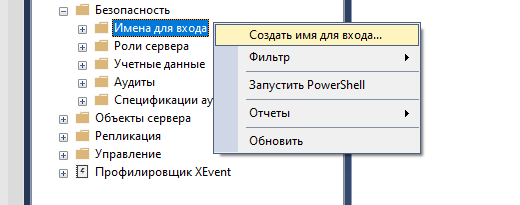 Безопасность
Имена для входа
Роли сервера
Учетные данные
Аудиты
Спецификации ау
Объекты сервера
Репликация
Управление
Профилировщик XEvent
Создать имя для входа...
Фильтр
Запустить PowerShell
Отчеты
Обновить